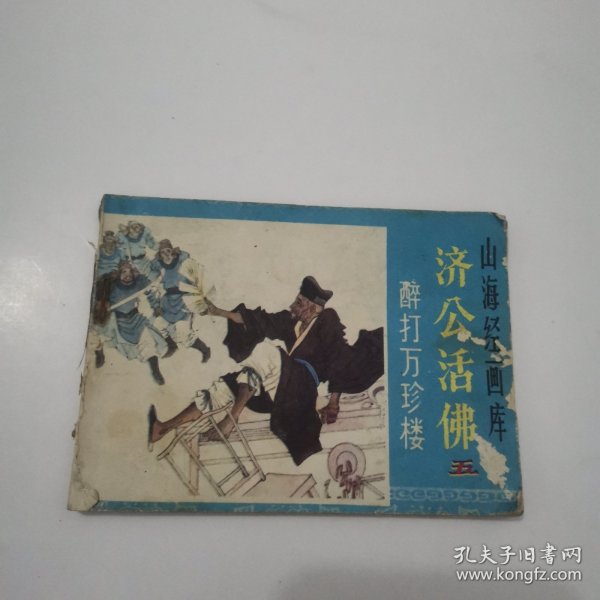 山海经画库
济公活佛
五
醉打万珍楼
孔夫子旧书网
www.kongfz.com